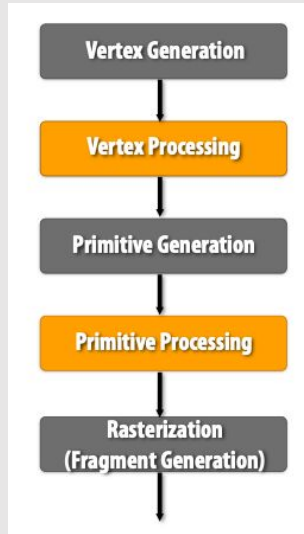 Vertex Generation
Vertex Processing
Primitive Generation
Primitive Processing
Rasterization
(Fragment Generation)